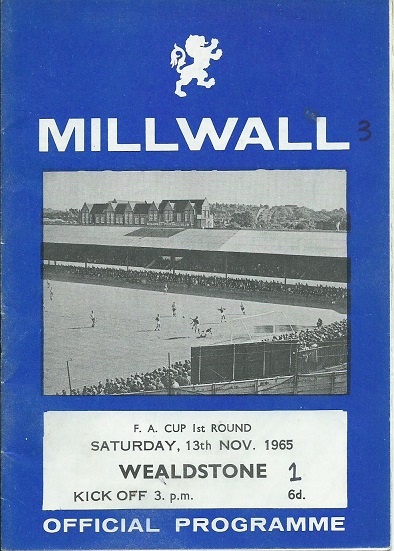 MILLWALL 3
F. A. CUP 1st ROUND
SATURDAY, 13th NOV. 1965
WEALDSTONE 1
KICK OFF 3. p.m. 6d.
OFFICIAL PROGRAMME